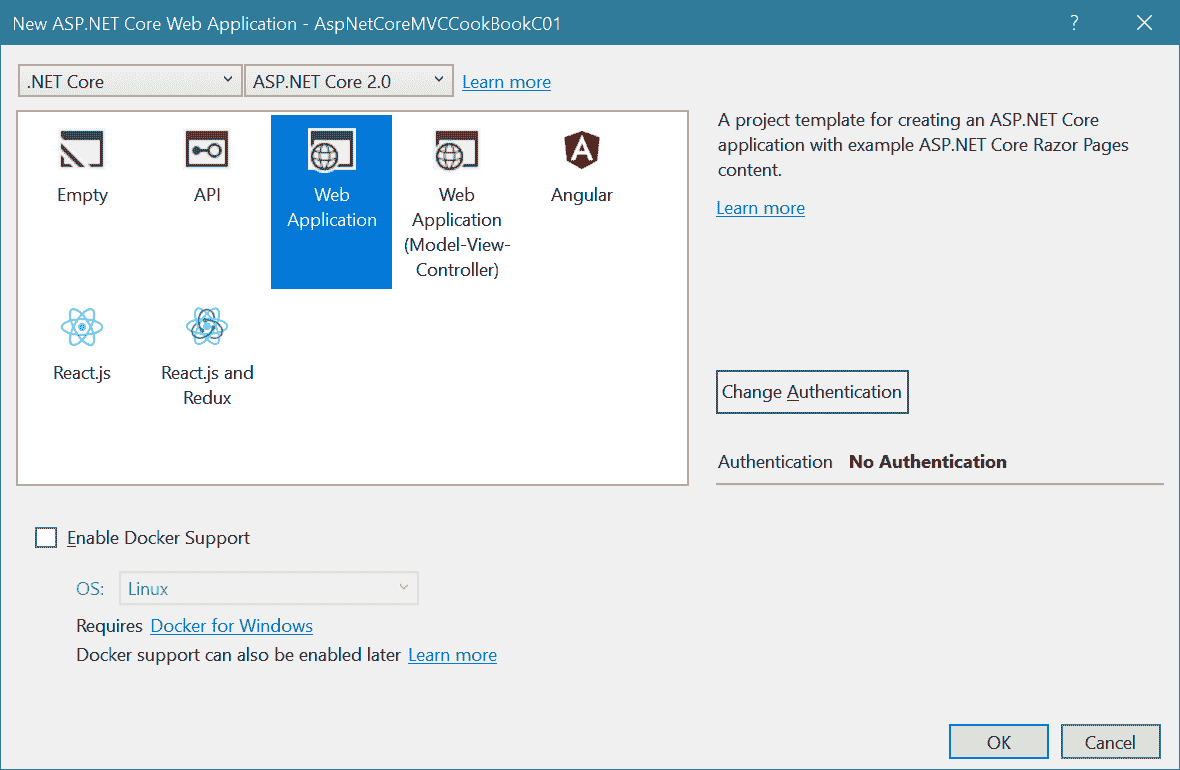 New ASP.NET Core Web Application - AspNetCoreMVCCookBookC01
?
.NET Core
ASP.NET Core 2.0
Learn more
Empty
API
Web
Application
Web
Application
(Model-View-
Controller)
Angular
React.js
React.js and
Redux
A project template for creating an ASP.NET Core
application with example ASP.NET Core Razor Pages
content.
Learn more
Change Authentication
Authentication No Authentication
Enable Docker Support
OS: Linux
Requires Docker for Windows
Docker support can also be enabled later Learn more
OK
Cancel